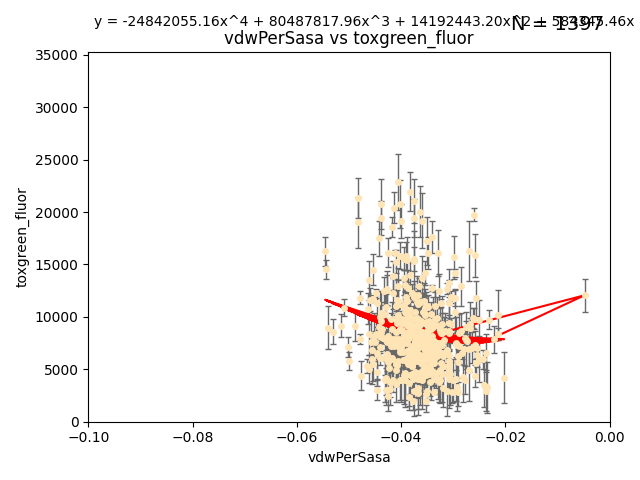 y = -24842055.16x^4 + 80487817.96x^3 + 14192443.20x^2 +
N = 1397
vdwPerSasa vs toxgreen_fluor
35000
30000
25000
20000
15000
10000
5000
0
toxgreen_fluor
−0.10 −0.08 −0.06 −0.04 −0.02 0.00
vdwPerSasa